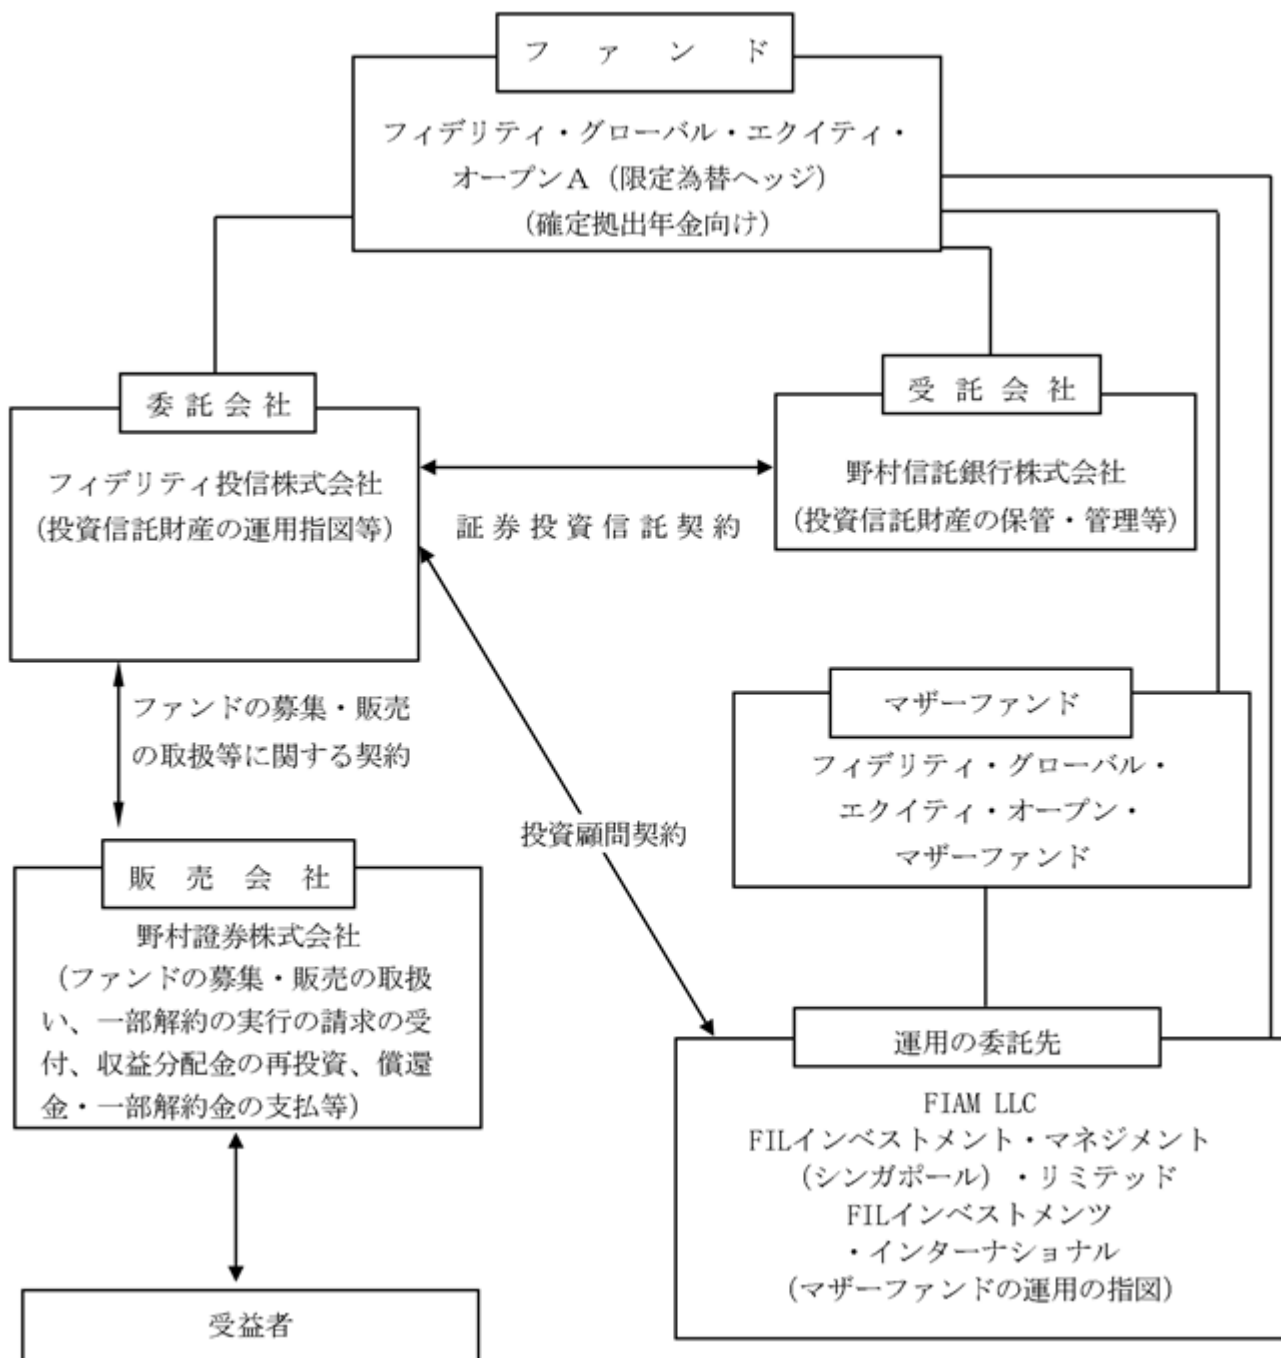 ファンド
フィデリティ・グローバル・エクイティ・
オープンA（限定為替ヘッジ）
（確定拠出年金向け）
委託会社
フィデリティ投信株式会社
（投資信託財産の運用指図等）
受託会社
野村信託銀行株式会社
（投資信託財産の保管・管理等）
証券投資信託契約
ファンドの募集・販売
の取扱等に関する契約
マザーファンド
フィデリティ・グローバル・
エクイティ・オープン・
マザーファンド
投資顧問契約
販売会社
野村證券株式会社
（ファンドの募集・販売の取扱
い、一部解約の実行の請求の受
付、収益分配金の再投資、償還
金・一部解約金の支払等）
運用の委託先
FIAM LLC
FILインベストメント・マネジメント
（シンガポール）・リミテッド
FILインベストメンツ
・インターナショナル
（マザーファンドの運用の指図）
受益者